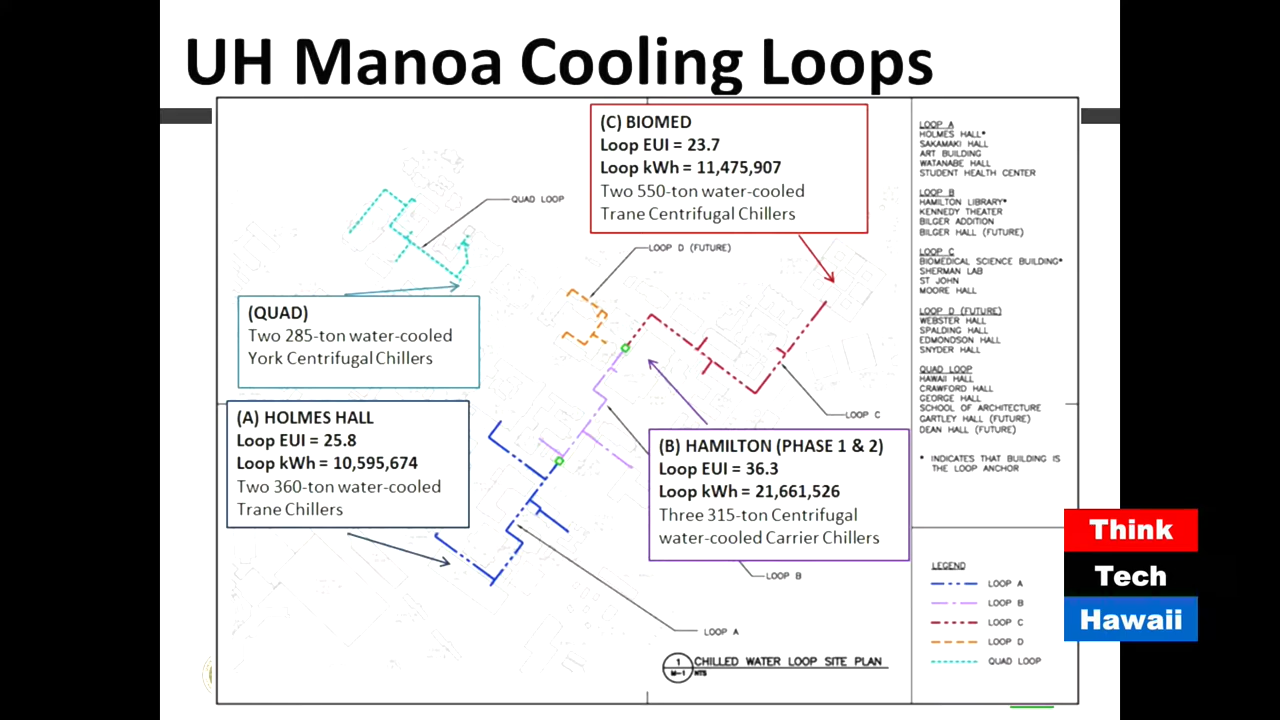 UH Manoa Cooling Loops
(C) BIOMED
Loop EUI = 23.7
Loop kWh = 11,475,907
Two 550-ton water-cooled
Trane Centrifugal Chillers
QUAD LOOP
LOOP D (FUTURE)
(QUAD)
Two 285-ton water-cooled
York Centrifugal Chillers
(A) HOLMES HALL
Loop EUI = 25.8
Loop kWh = 10,595,674
Two 360-ton water-cooled
Trane Chillers
LOOP C
(B) HAMILTON (PHASE 1 & 2)
Loop EUI = 36.3
Loop kWh = 21,661,526
Three 315-ton Centrifugal
water-cooled Carrier Chillers
LOOP B
LOOP A
1
M-1
CHILLED WATER LOOP SITE PLAN
NTS
LOOP A
HOLMES HALL*
SAKAMAKI HALL
ART BUILDING
WATANABE HALL
STUDENT HEALTH CENTER
LOOP B
HAMILTON LIBRARY*
KENNEDY THEATER
BILGER ADDITION
BILGER HALL (FUTURE)
LOOP C
BIOMEDICAL SCIENCE BUILDING*
SHERMAN LAB
ST JOHN
MOORE HALL
LOOP D (FUTURE)
WEBSTER HALL
SPALDING HALL
EDMONDSON HALL
SNYDER HALL
QUAD LOOP
HAWAII HALL
CRAWFORD HALL
GEORGE HALL
SCHOOL OF ARCHITECTURE
GARTLEY HALL (FUTURE)
DEAN HALL (FUTURE)
* INDICATES THAT BUILDING IS
THE LOOP ANCHOR
LEGEND
LOOP A
LOOP B
LOOP C
LOOP D
QUAD LOOP
Think
Tech
Hawaii